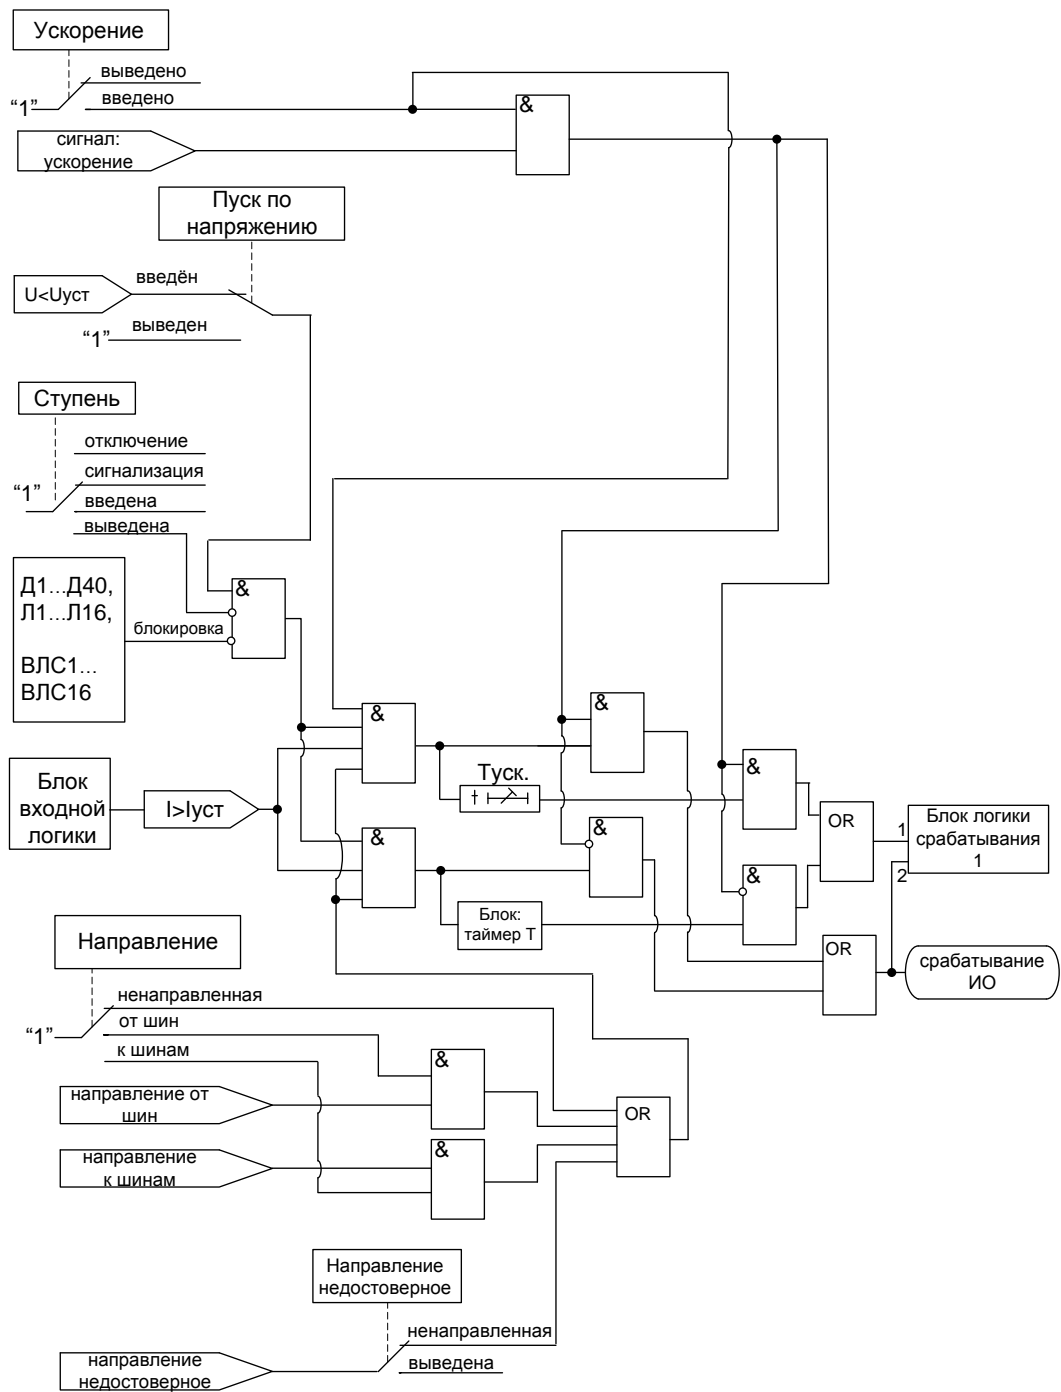 Ускорение
выведено
“1”
введено
&
сигнал:
ускорение
Пуск по
напряжению
введён
U<Uуст
выведен
“1”
Ступень
отключение
сигнализация
“1”
введена
выведена
Д1...Д40,
Л1...Л16,
ВЛС1...
ВЛС16
блокировка
&
&
&
Блок
входной
логики
I>Iуст
Tуск.
&
OR
1
Блок логики
срабатывания
1
2
&
&
&
Блок:
таймер Т
OR
срабатывание
ИО
Направление
ненаправленная
“1”
от шин
к шинам
&
направление от
шин
OR
&
направление
к шинам
Направление
недостоверное
ненаправленная
выведена
направление
недостоверное